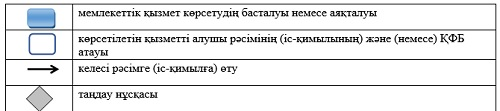 мемлекеттік қызмет көрсетудің басталуы немесе аяқталуы
көрсетілетін қызметті алушы рәсімінің (іс-қимылының) және (немесе) ҚФБ
атауы
келесі рәсімге (іс-қимылға) өту
таңдау нұсқасы